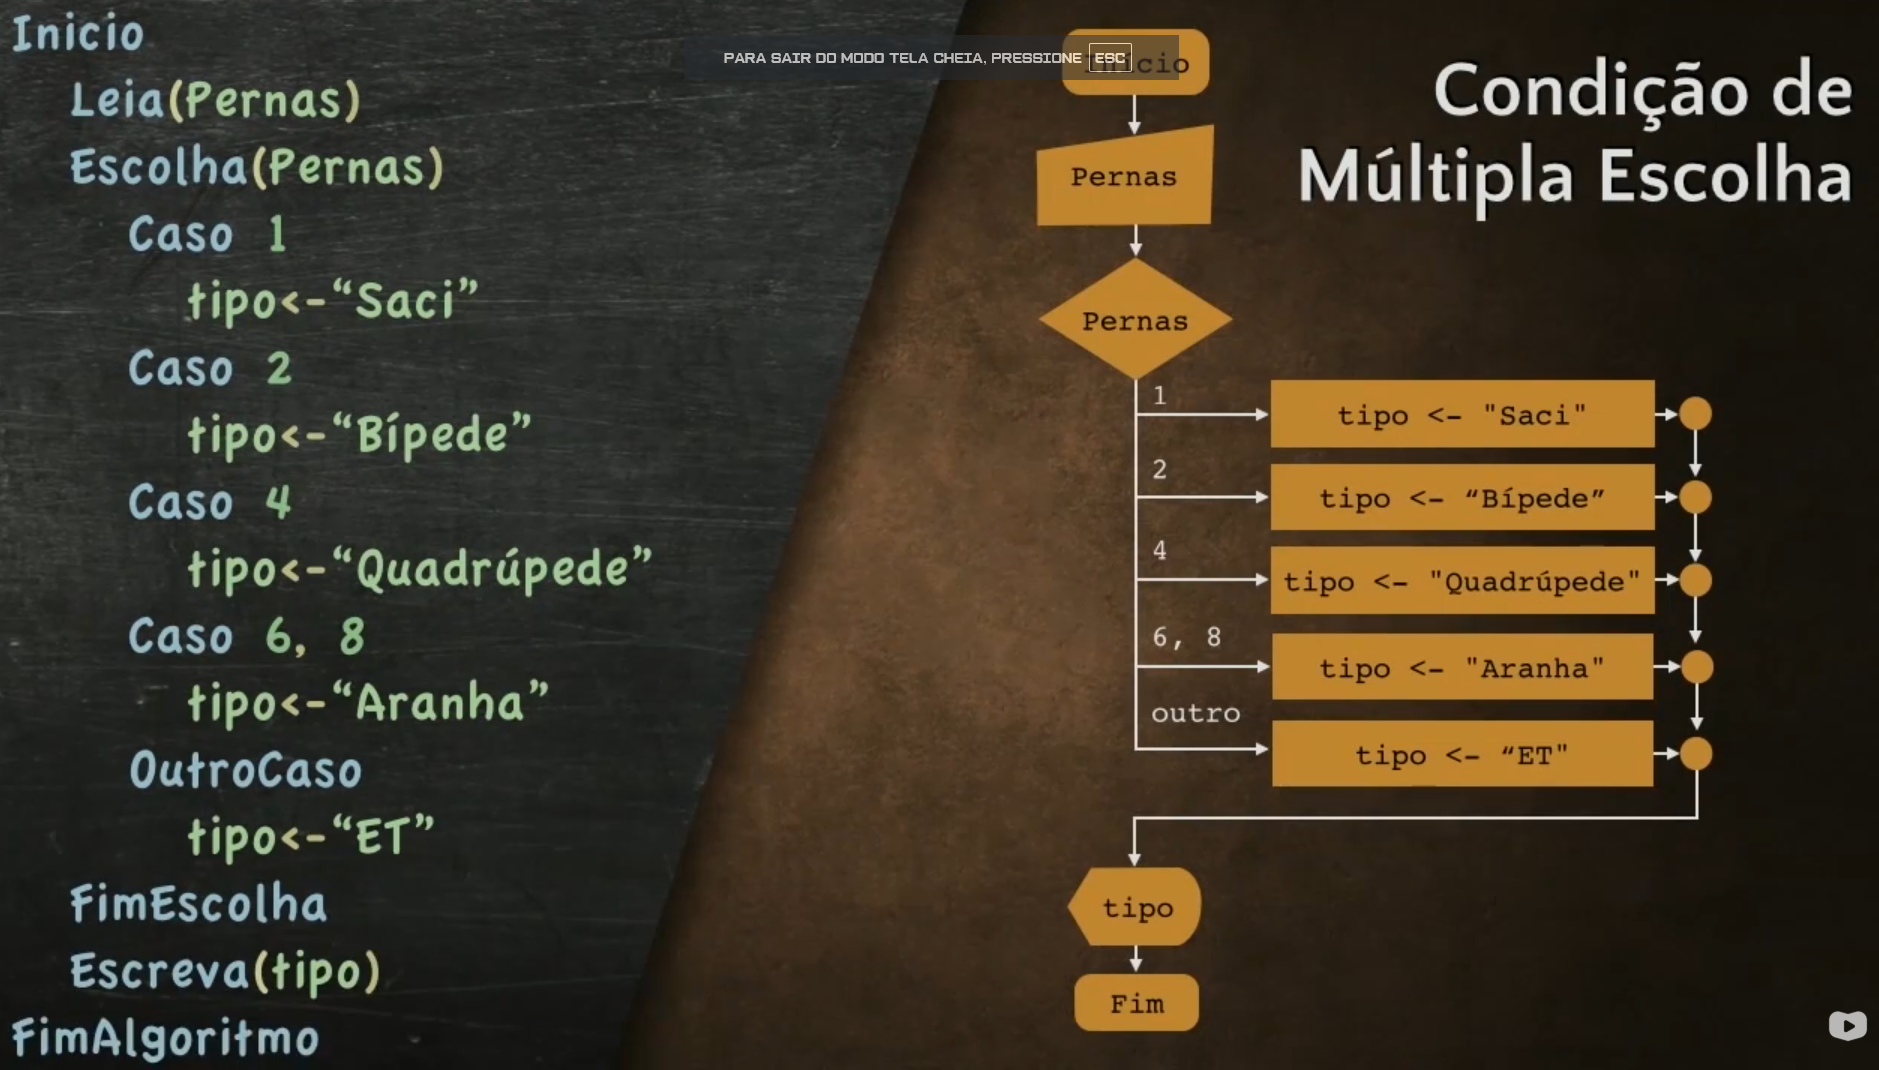 Inicio
Leia(Pernas)
Escolha(Pernas)
Caso 1
tipo<-“Saci”
Caso 2
tipo<-“Bípede”
Caso 4
tipo<-“Quadrúpede”
Caso 6, 8
tipo<-“Aranha”
OutroCaso
tipo<-“ET”
FimEscolha
Escreva(tipo)
FimAlgoritmo
PARA SAIR DO MODO TELA CHEIA, PRESSIONE ESC
Condição de
Múltipla Escolha
Pernas
Pernas
1
tipo <- "Saci"
2
tipo <- “Bípede”
4
tipo <- "Quadrúpede"
6, 8
tipo <- "Aranha"
outro
tipo <- “ET"
tipo
Fim